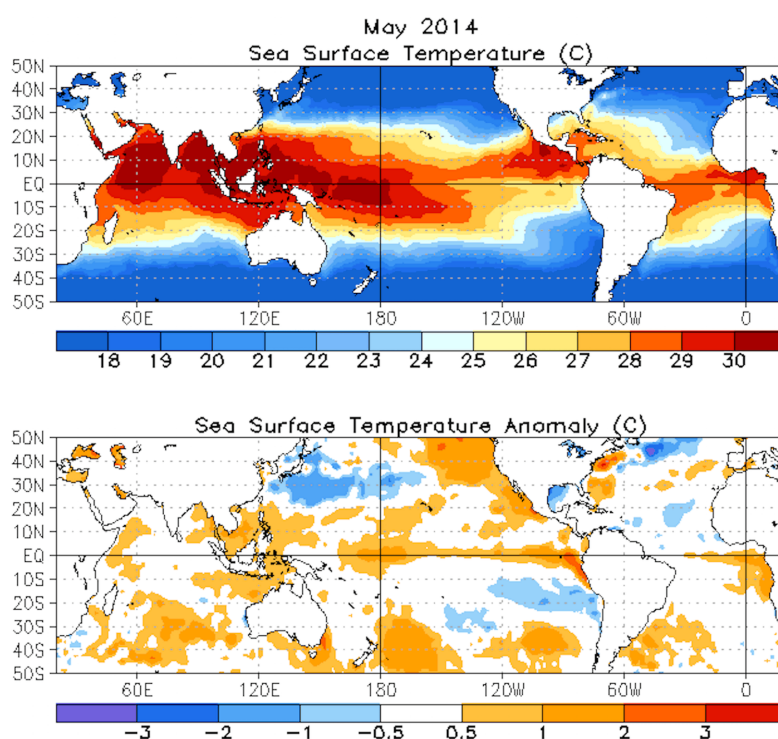 May 2014
Sea Surface Temperature (C)
50N
40N
30N
20N
10N
EQ
10S
20S
30S
40S
50S
60E 120E 180 120W 60W 0
18 19 20 21 22 23 24 25 26 27 28 29 30
Sea Surface Temperature Anomaly (C)
50N
40N
30N
20N
10N
EQ
10S
20S
30S
40S
50S
60E 120E 180 120W 60W 0
-3 -2 -1 -0.5 0.5 1 2 3